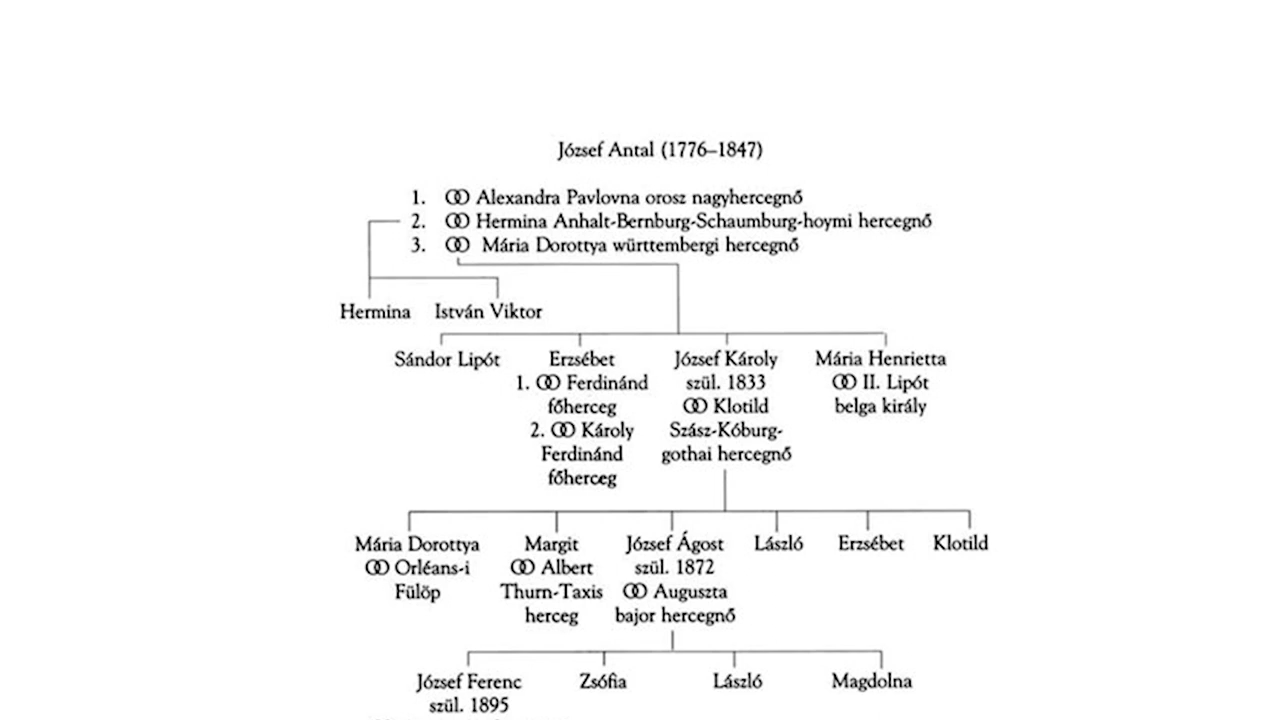 József Antal (1776–1847)
1. ⚭ Alexandra Pavlovna orosz nagyhercegnő
2. ⚭ Hermina Anhalt-Bernburg-Schaumburg-hoymi hercegnő
3. ⚭ Mária Dorottya württembergi hercegnő
Hermina István Viktor
Sándor Lipót Erzsébet József Károly Mária Henrietta
1. ⚭ Ferdinánd szül. 1833 ⚭ II. Lipót
főherceg ⚭ Klotild belga király
2. ⚭ Károly Szász-Kóburg-
Ferdinánd gothai hercegnő
főherceg
Mária Dorottya Margit József Ágost László Erzsébet Klotild
⚭ Orléans-i ⚭ Albert szül. 1872
Fülöp Thurn-Taxis ⚭ Auguszta
herceg bajor hercegnő
József Ferenc Zsófia László Magdolna
szül. 1895